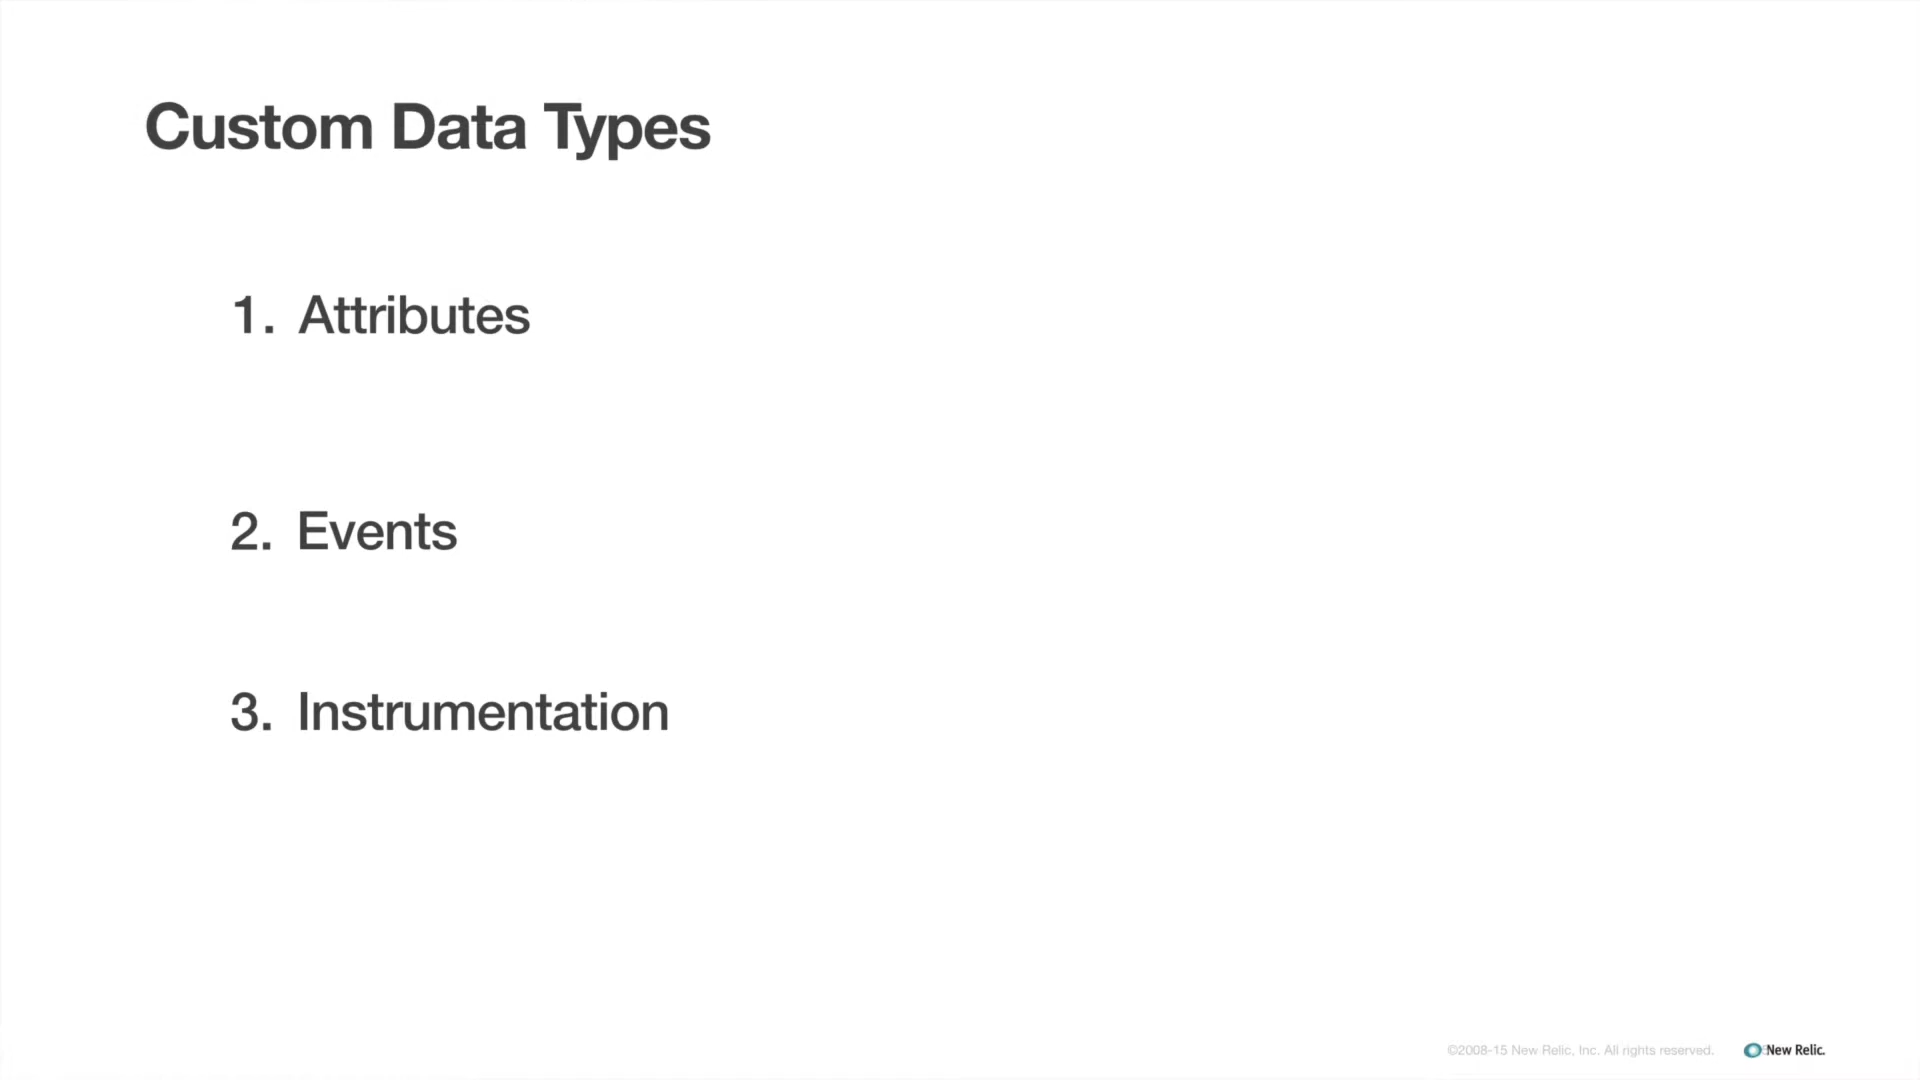 Custom Data Types
1. Attributes
2. Events
3. Instrumentation
©2008-15 New Relic, Inc. All rights reserved.
New Relic.